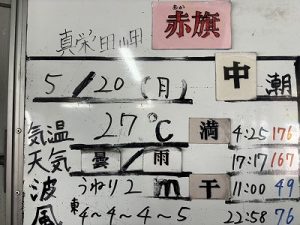 真栄田岬 赤旗
5/20(月) 中潮
気温 27℃ 満 4:25 176
天気 曇/雨 17:17 167
波 うねり2m 干 11:00 49
風 東4~4~4~5 22:58 76